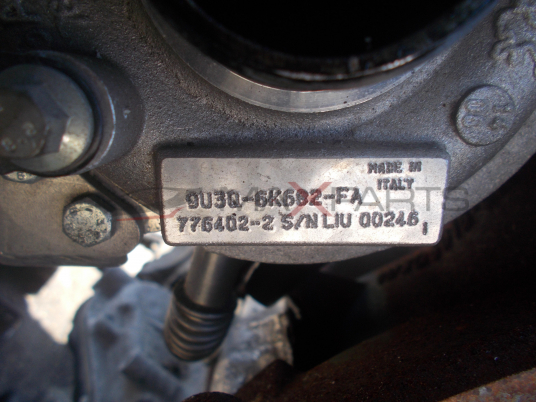 MADE IN
ITALY
9U3Q-6K682-FA
776402-2 S/N LIU 00246